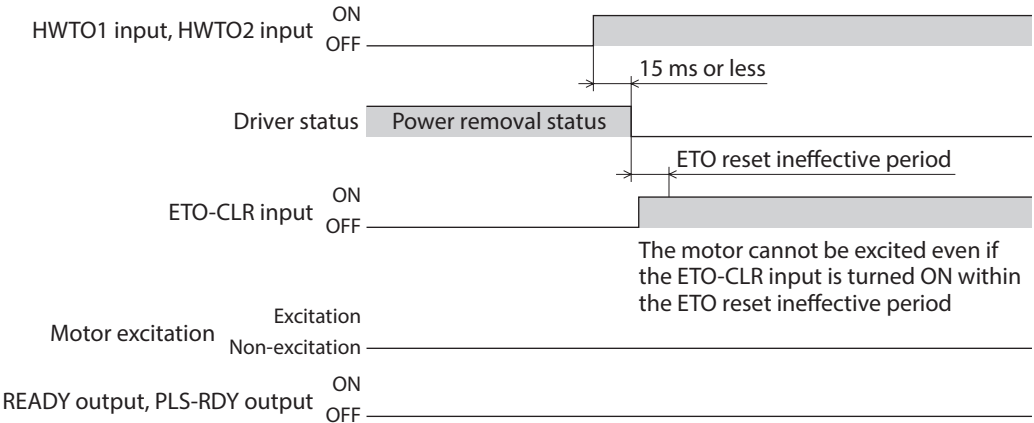 ON
HWTO1 input, HWTO2 input
OFF
15 ms or less
Driver status
Power removal status
ETO reset ineffective period
ON
ETO-CLR input
OFF
The motor cannot be excited even if
the ETO-CLR input is turned ON within
the ETO reset ineffective period
Excitation
Motor excitation
Non-excitation
ON
READY output, PLS-RDY output
OFF